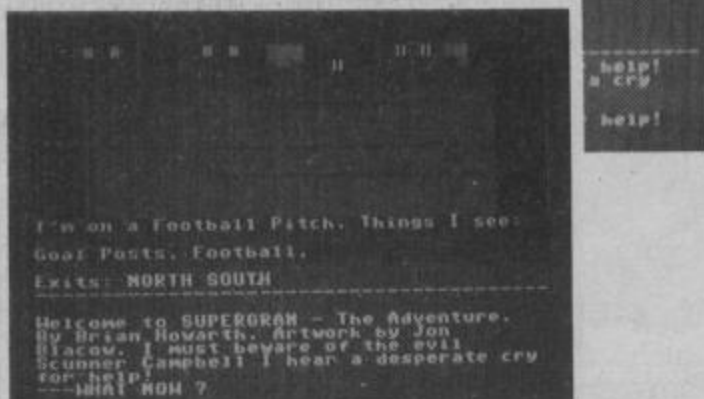 I'm on a Football Pitch. Things I see:
Goal Posts. Football.
Exits: NORTH SOUTH
Welcome to SUPERGRAN - The Adventure.
By Brian Howarth. Artwork by Jon
Blacow. I must beware of the evil
Scunner Campbell I hear a desperate cry
for help!
---WHAT NOW ?
help!
a cry
help!